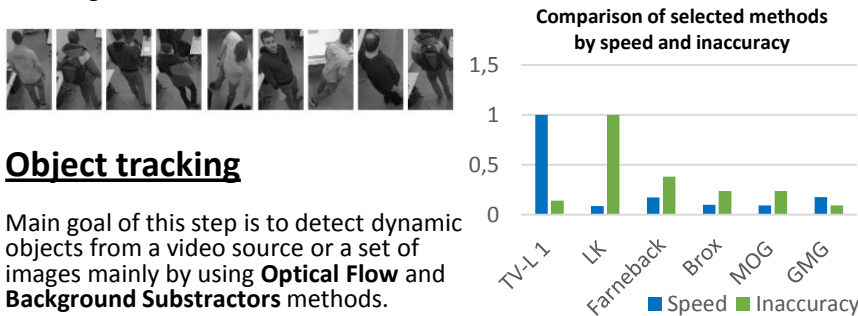 Object tracking
Main goal of this step is to detect dynamic
objects from a video source or a set of
images mainly by using Optical Flow and
Background Substractors methods.
Comparison of selected methods
by speed and inaccuracy
1,5
1
0,5
0
TV-L 1
LK
Farneback
Brox
MOG
GMG
Speed
Inaccuracy